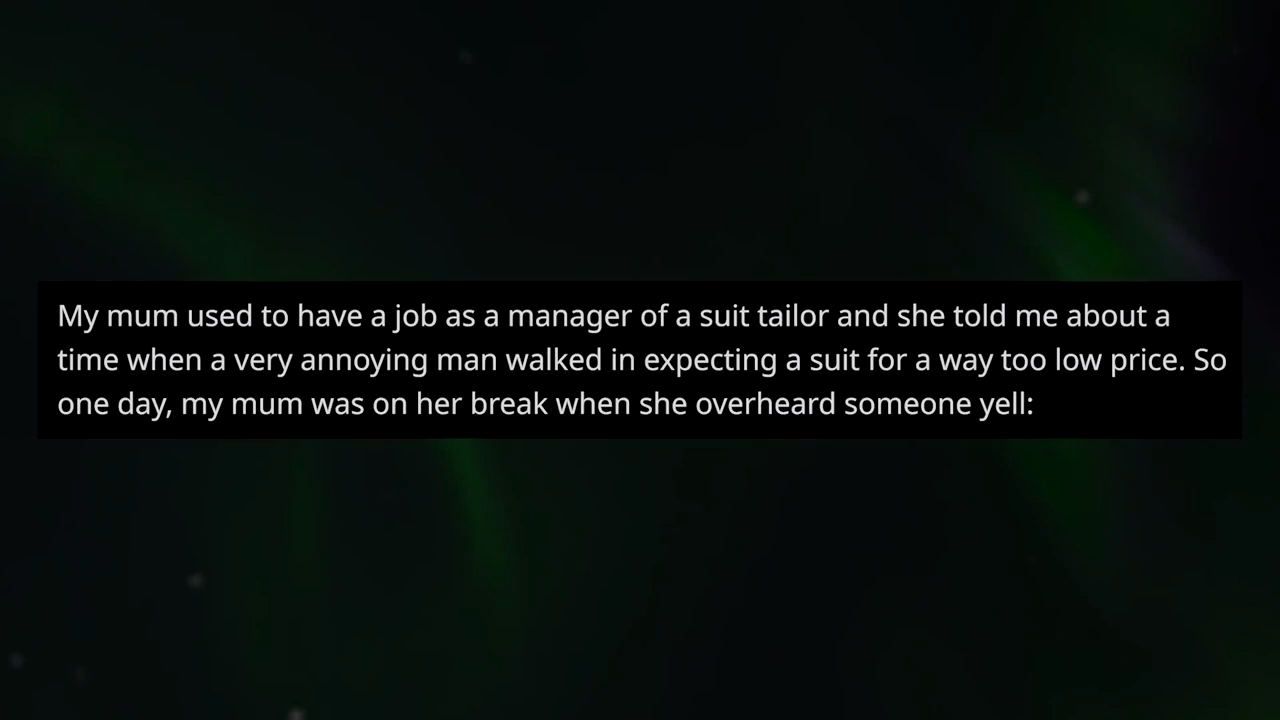 My mum used to have a job as a manager of a suit tailor and she told me about a
time when a very annoying man walked in expecting a suit for a way too low price. So
one day, my mum was on her break when she overheard someone yell: